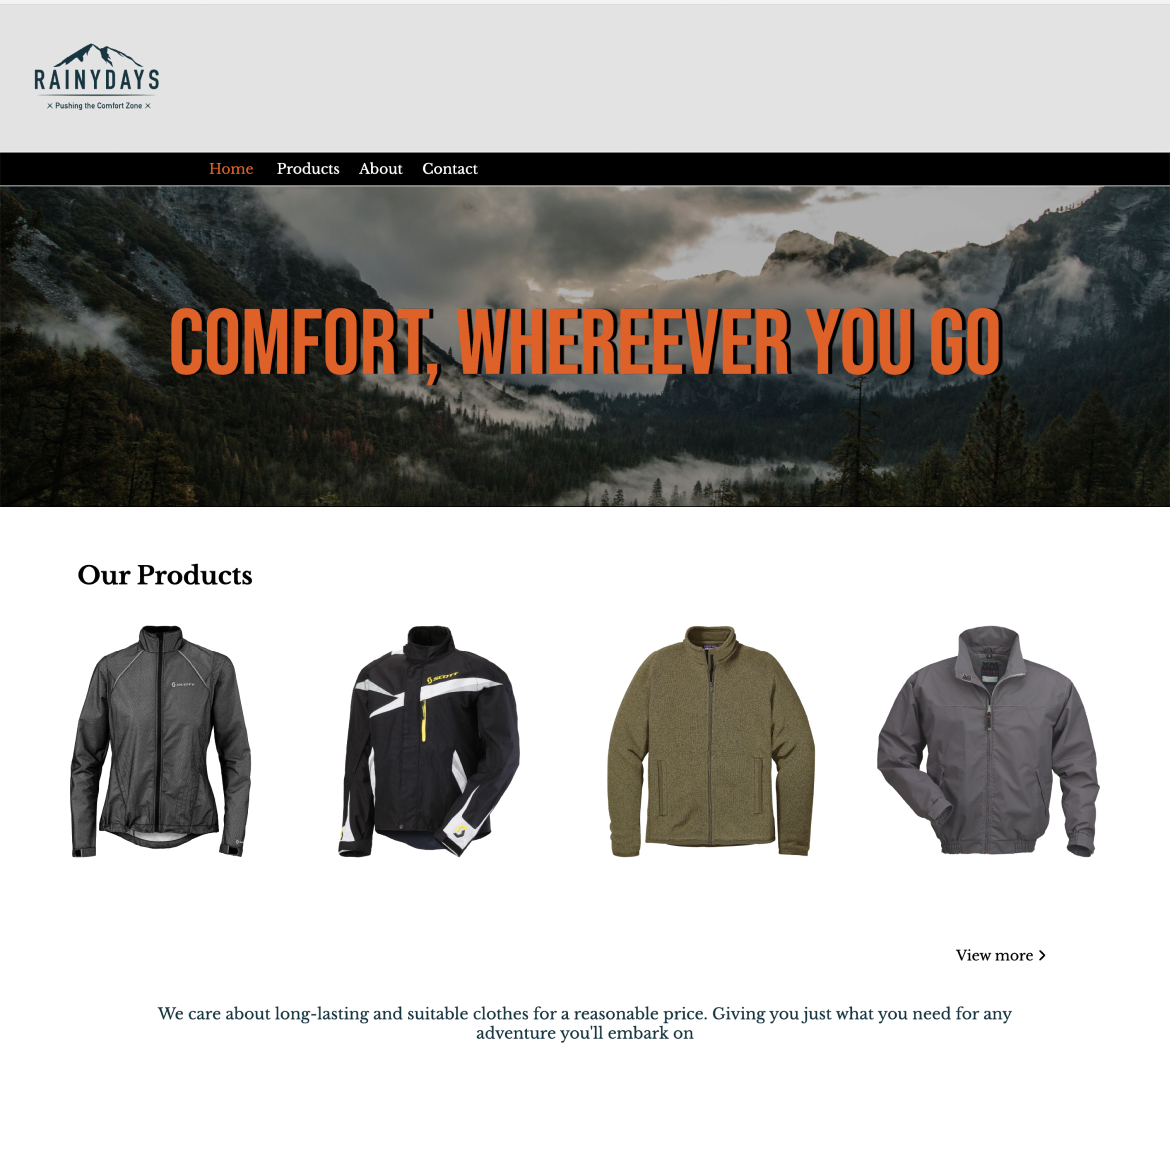 RAINYDAYS
Pushing the Comfort Zone
Home Products About Contact
COMFORT, WHEREEVER YOU GO
Our Products
SCOTT
SCOTT
View more
We care about long-lasting and suitable clothes for a reasonable price. Giving you just what you need for any
adventure you'll embark on